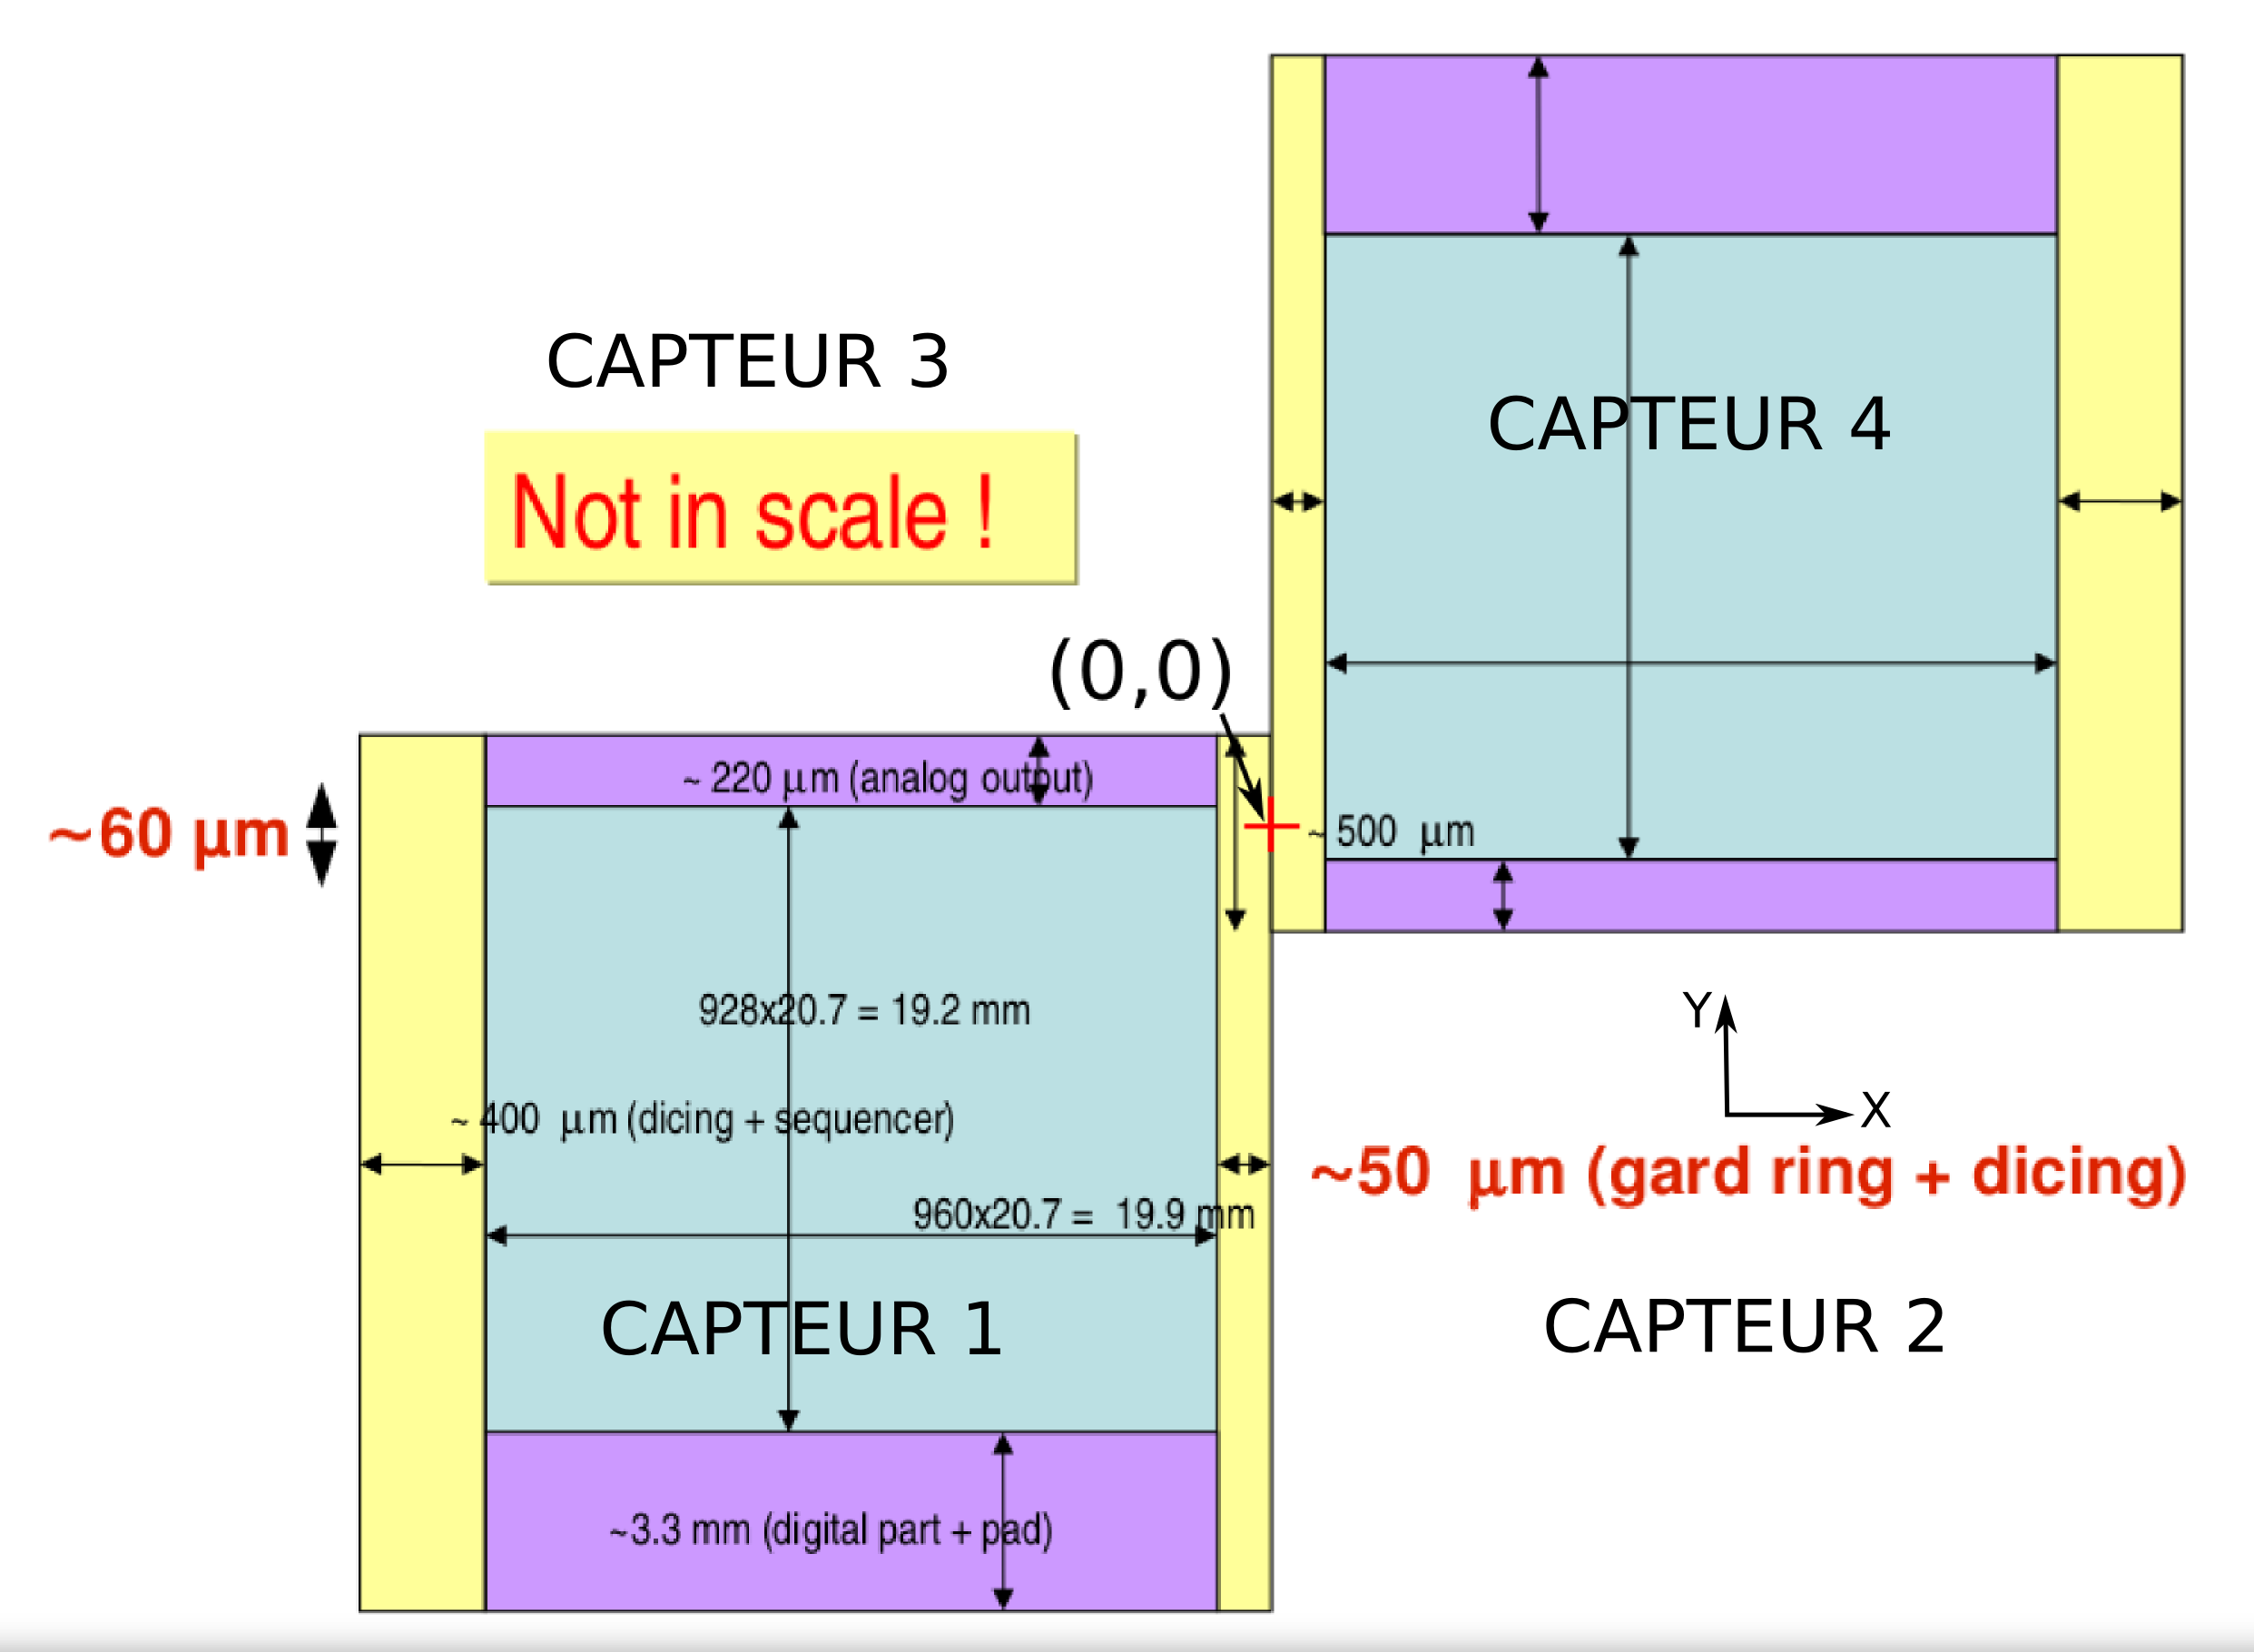 CAPTEUR 3
CAPTEUR 4
Not in scale !
(0,0)
~ 220 µm (analog output)
~60 µm
~ 500 µm
928x20.7 = 19.2 mm
Y
X
~ 400 µm (dicing + sequencer)
~50 µm (gard ring + dicing)
960x20.7 = 19.9 mm
CAPTEUR 1
CAPTEUR 2
~3.3 mm (digital part + pad)